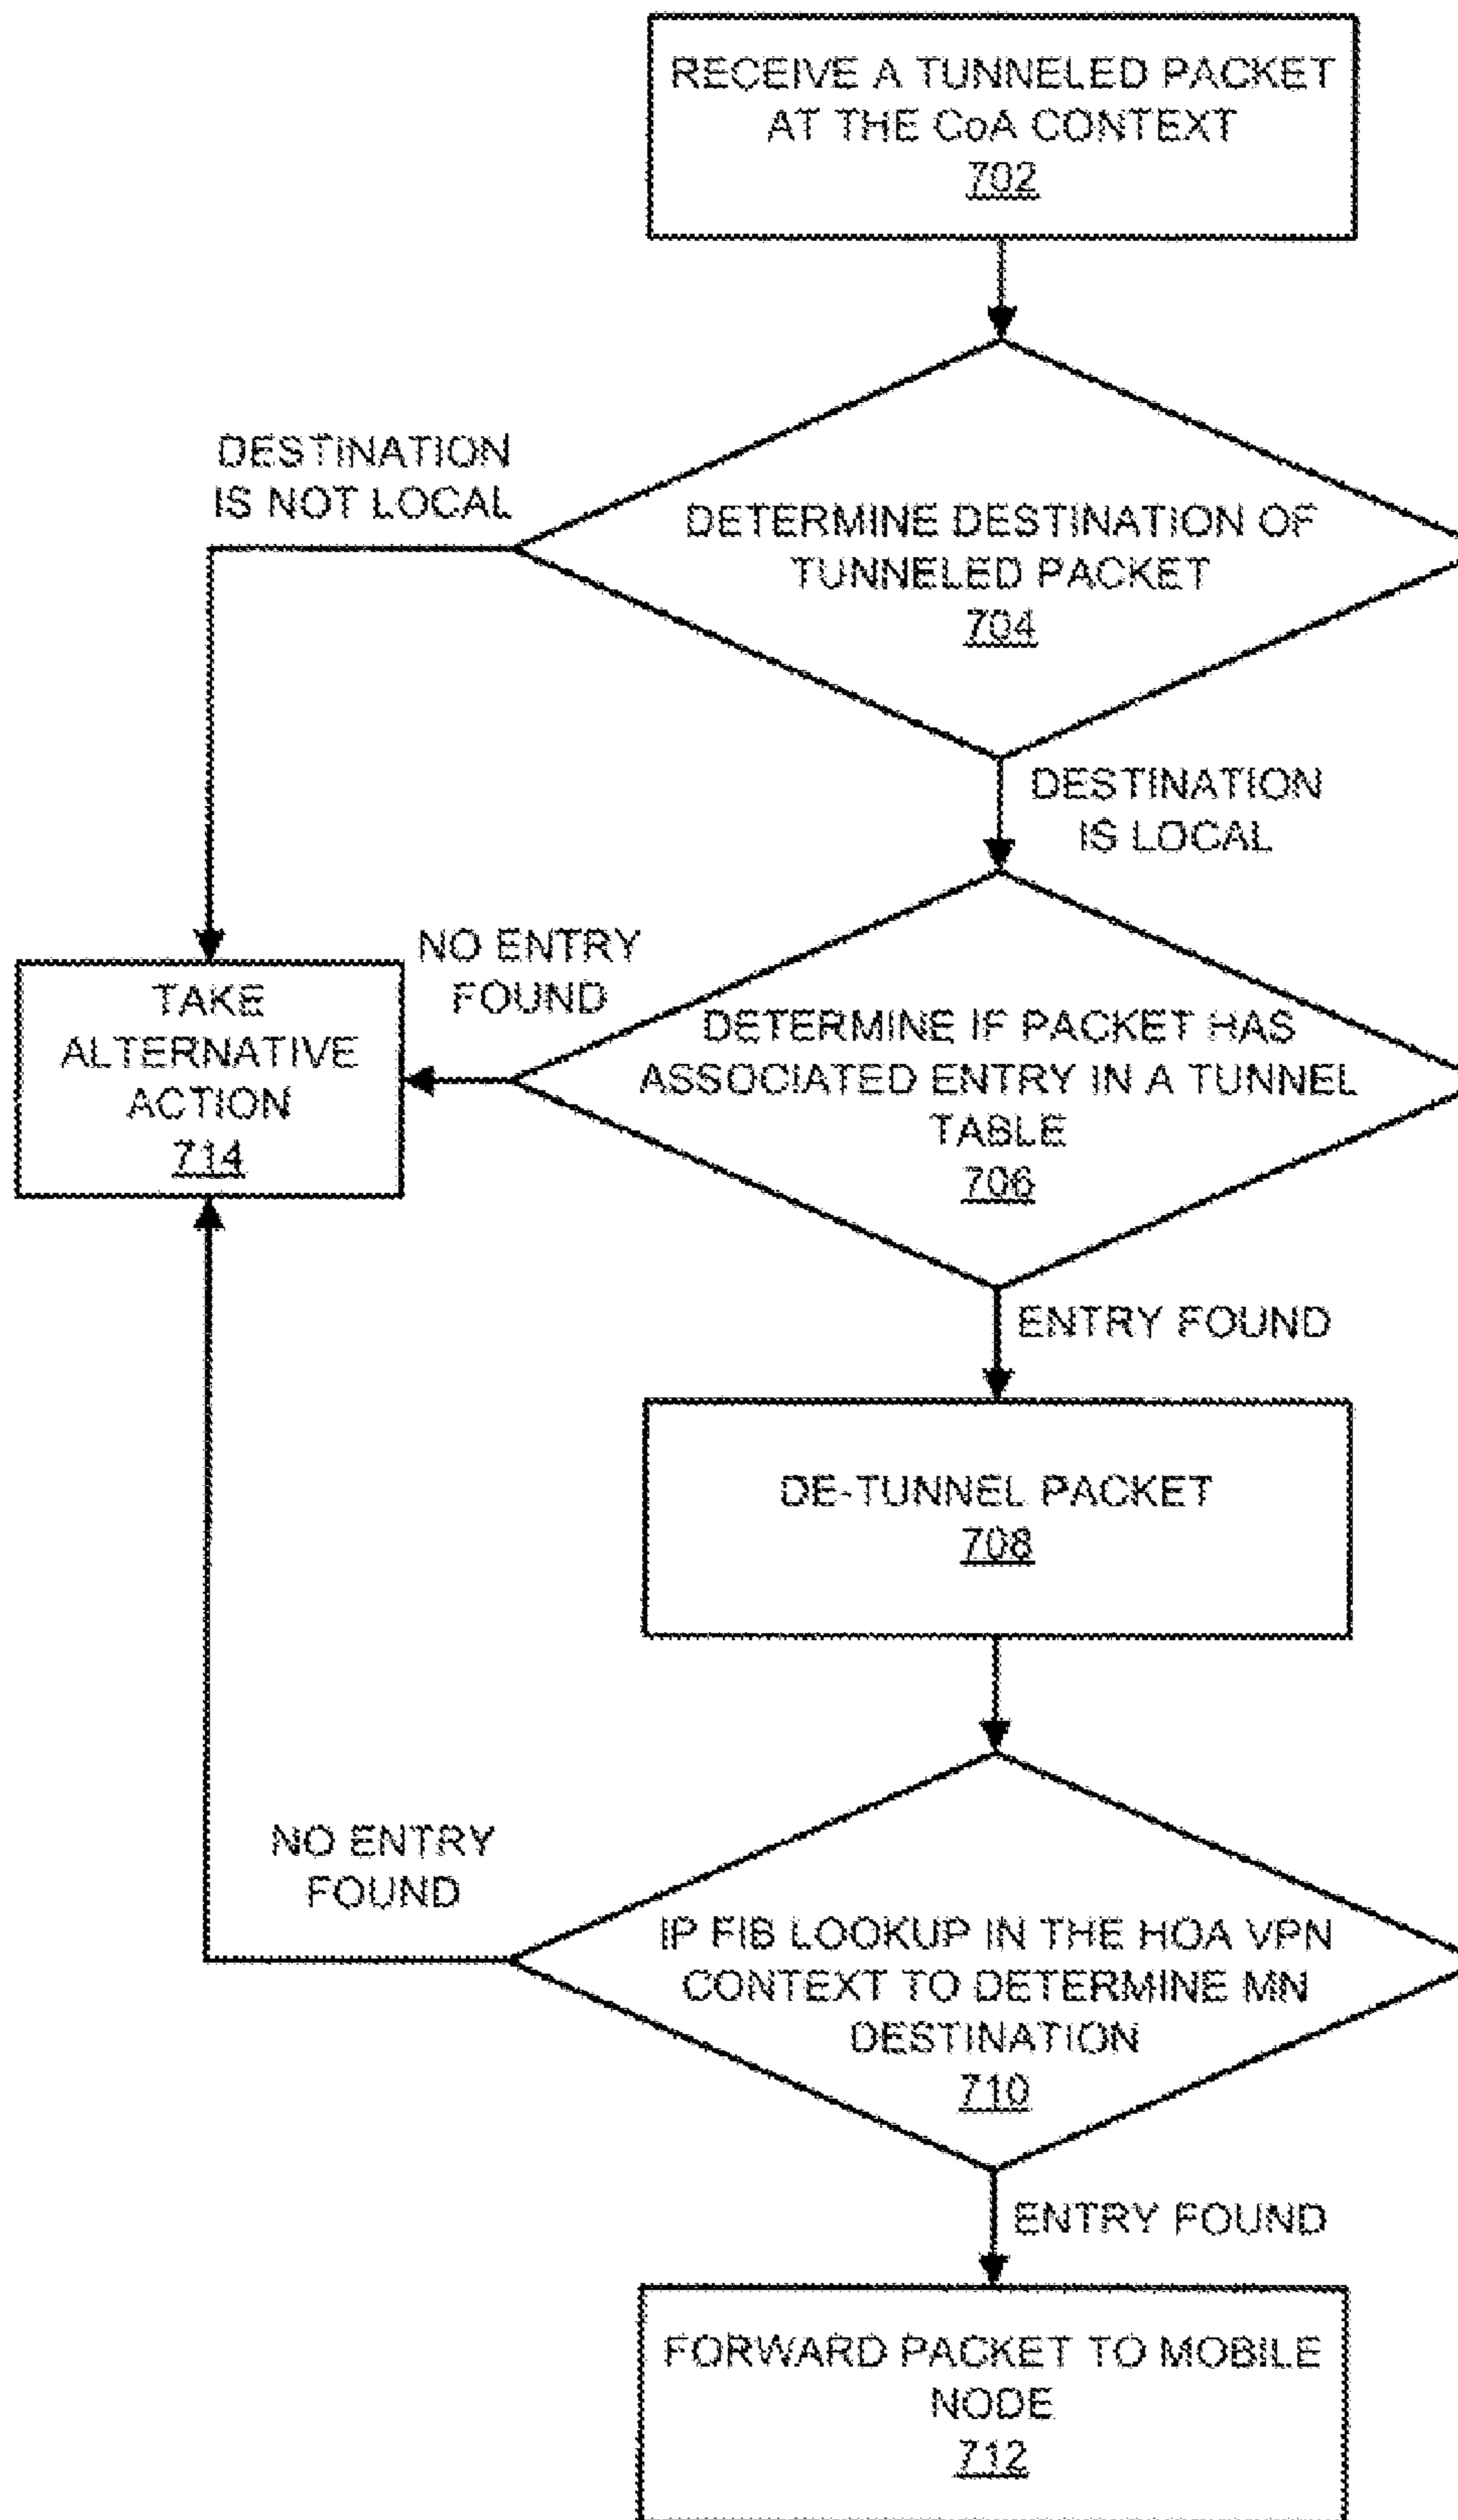 RECEIVE A TUNNELED PACKET
AT THE CoA CONTEXT
702
DESTINATION
IS NOT LOCAL
DETERMINE DESTINATION OF
TUNNELED PACKET
704
DESTINATION
IS LOCAL
NO ENTRY
FOUND
TAKE
ALTERNATIVE
ACTION
714
DETERMINE IF PACKET HAS
ASSOCIATED ENTRY IN A TUNNEL
TABLE
706
ENTRY FOUND
DE-TUNNEL PACKET
708
NO ENTRY
FOUND
IP FIB LOOKUP IN THE HOA VPN
CONTEXT TO DETERMINE MN
DESTINATION
710
ENTRY FOUND
FORWARD PACKET TO MOBILE
NODE
712